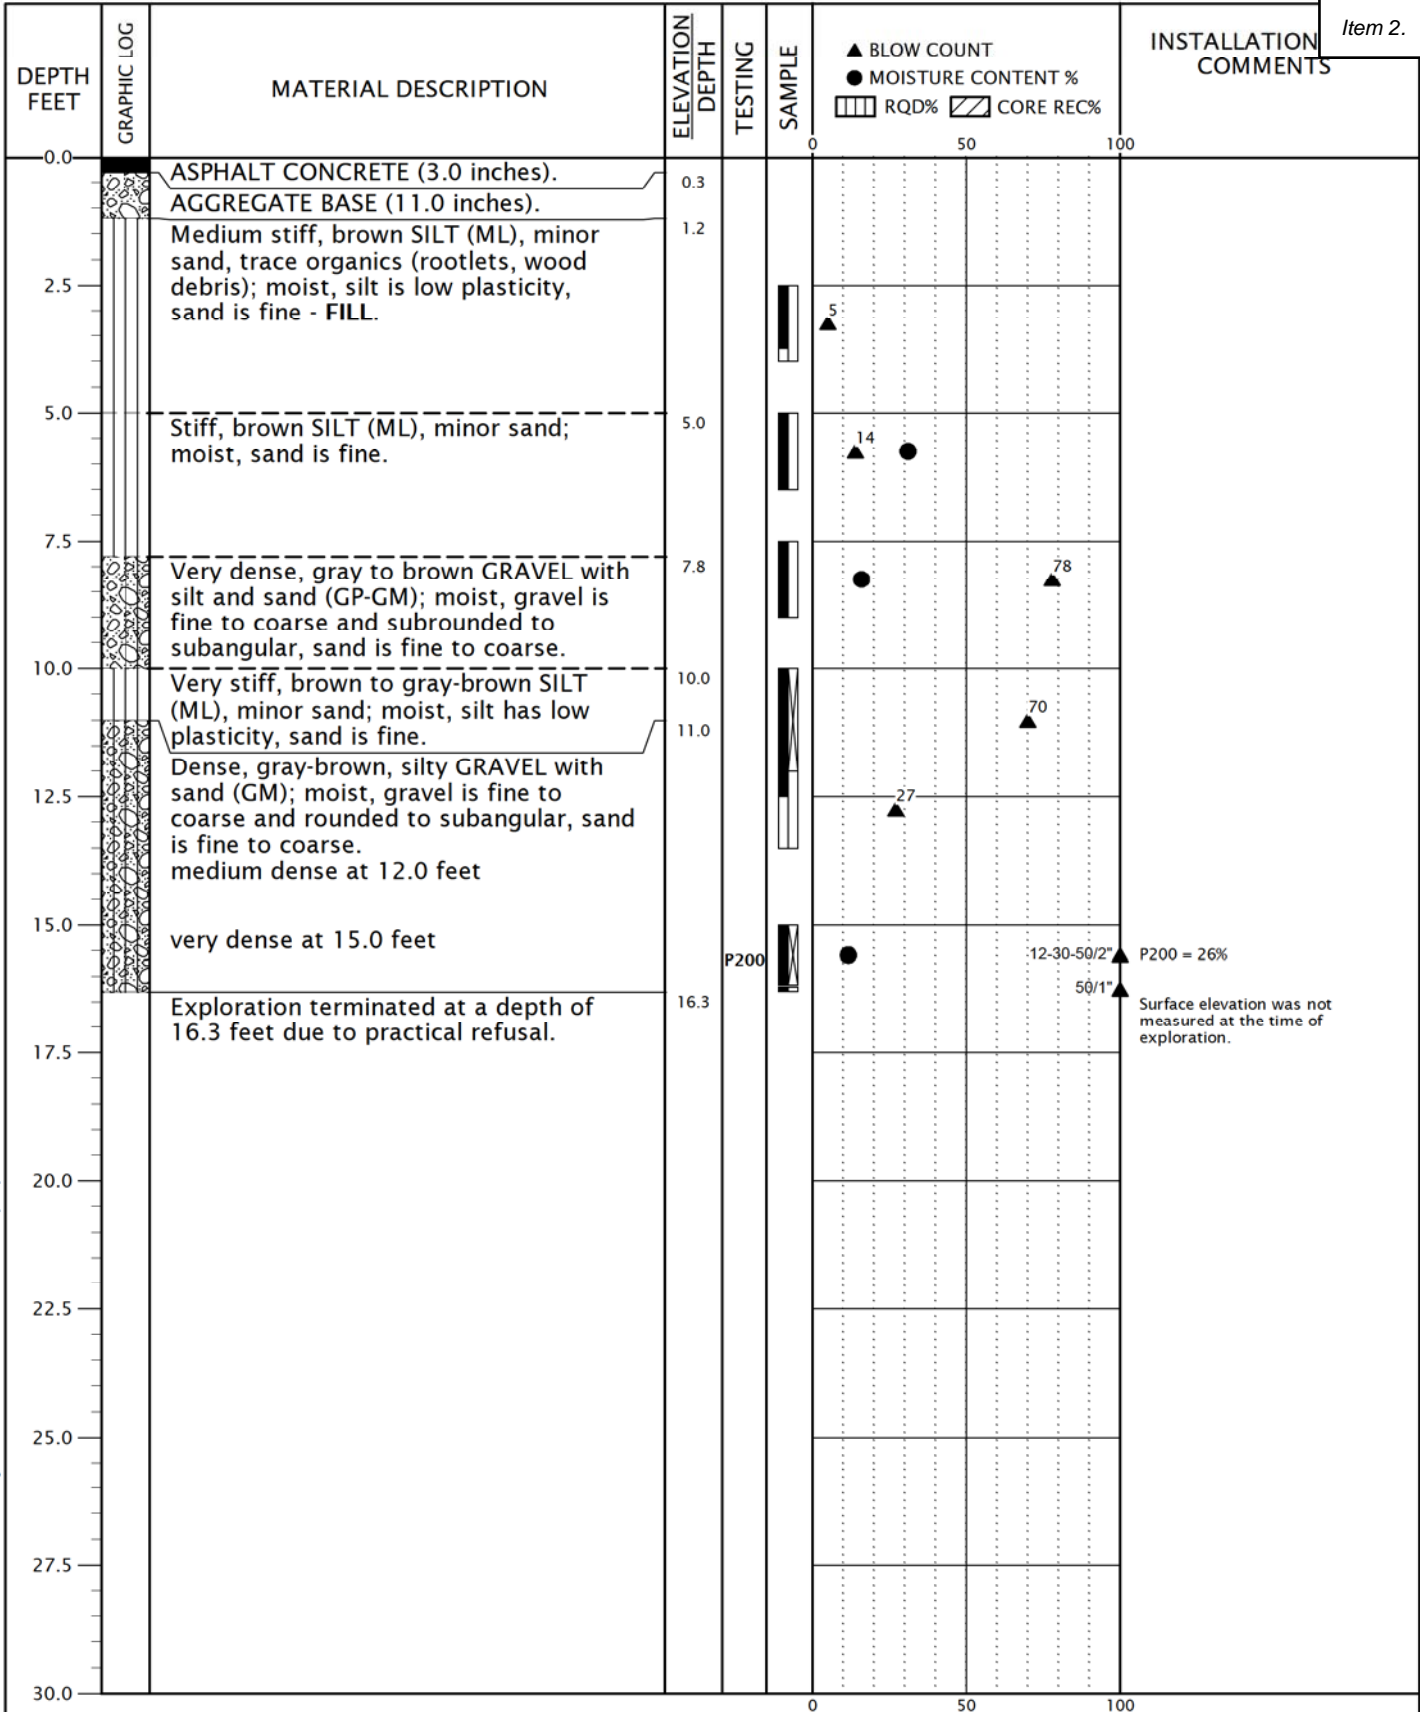 Item 2.
DEPTH
FEET
GRAPHIC LOG
MATERIAL DESCRIPTION
ELEVATION
DEPTH
TESTING
SAMPLE
▲ BLOW COUNT
● MOISTURE CONTENT %
RQD% CORE REC%
INSTALLATION
COMMENTS
0 50 100
0.0
ASPHALT CONCRETE (3.0 inches).
0.3
AGGREGATE BASE (11.0 inches).
1.2
Medium stiff, brown SILT (ML), minor
sand, trace organics (rootlets, wood
debris); moist, silt is low plasticity,
sand is fine - FILL.
2.5
5
5.0
5.0
Stiff, brown SILT (ML), minor sand;
moist, sand is fine.
14
7.5
7.8
Very dense, gray to brown GRAVEL with
silt and sand (GP-GM); moist, gravel is
fine to coarse and subrounded to
subangular, sand is fine to coarse.
78
10.0
10.0
Very stiff, brown to gray-brown SILT
(ML), minor sand; moist, silt has low
plasticity, sand is fine.
70
11.0
Dense, gray-brown, silty GRAVEL with
sand (GM); moist, gravel is fine to
coarse and rounded to subangular, sand
is fine to coarse.
medium dense at 12.0 feet
12.5
27
15.0
very dense at 15.0 feet
P200
12-30-50/2"
P200 = 26%
50/1"
16.3
Exploration terminated at a depth of
16.3 feet due to practical refusal.
Surface elevation was not
measured at the time of
exploration.
17.5
20.0
22.5
25.0
27.5
30.0
0 50 100